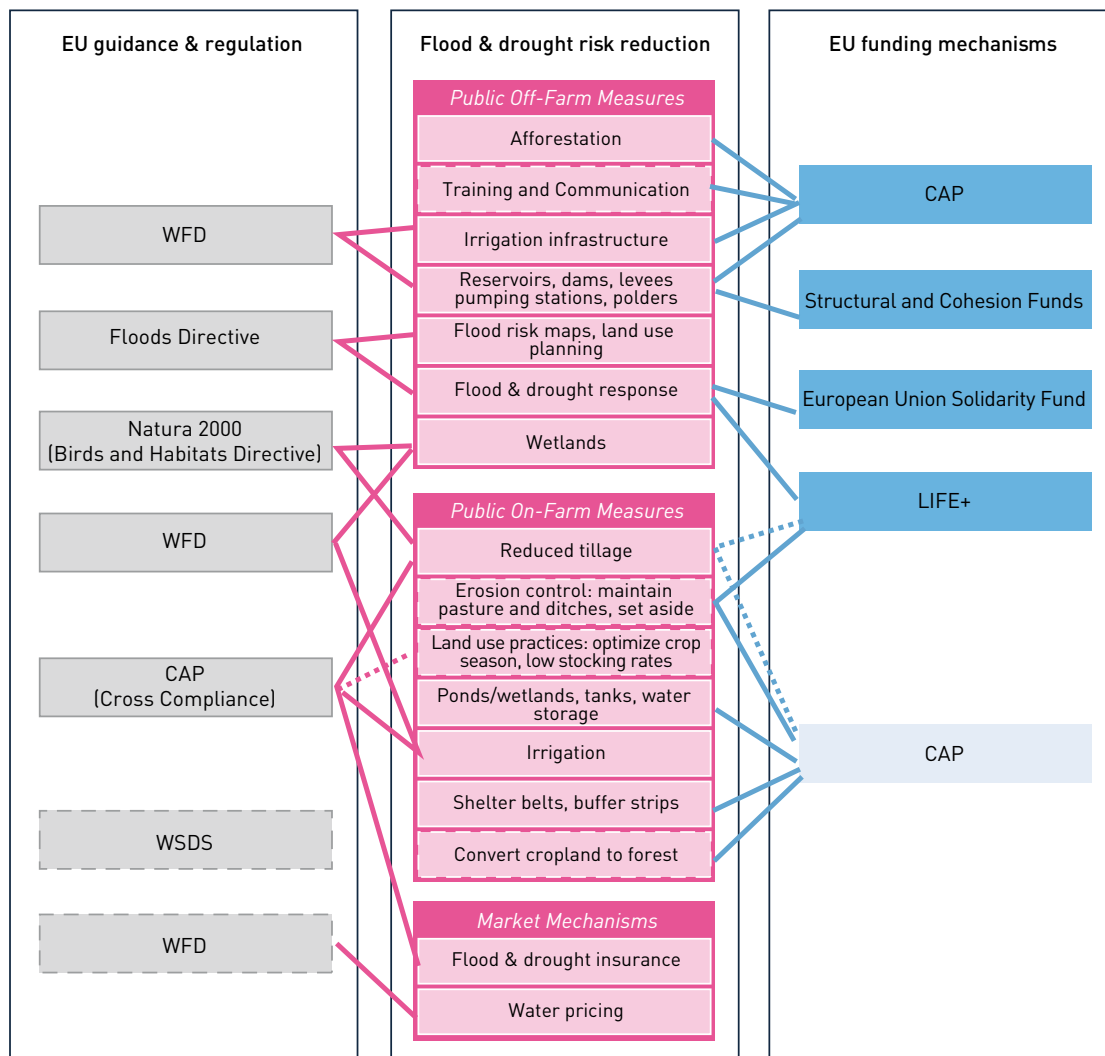 EU guidance & regulation
WFD
Floods Directive
Natura 2000
(Birds and Habitats Directive)
WFD
CAP
(Cross Compliance)
WSDS
WFD
Flood & drought risk reduction
Public Off-Farm Measures
Afforestation
Training and Communication
Irrigation infrastructure
Reservoirs, dams, levees
pumping stations, polders
Flood risk maps, land use
planning
Flood & drought response
Wetlands
Public On-Farm Measures
Reduced tillage
Erosion control: maintain
pasture and ditches, set aside
Land use practices: optimize crop
season, low stocking rates
Ponds/wetlands, tanks, water
storage
Irrigation
Shelter belts, buffer strips
Convert cropland to forest
Market Mechanisms
Flood & drought insurance
Water pricing
EU funding mechanisms
CAP
Structural and Cohesion Funds
European Union Solidarity Fund
LIFE+
CAP